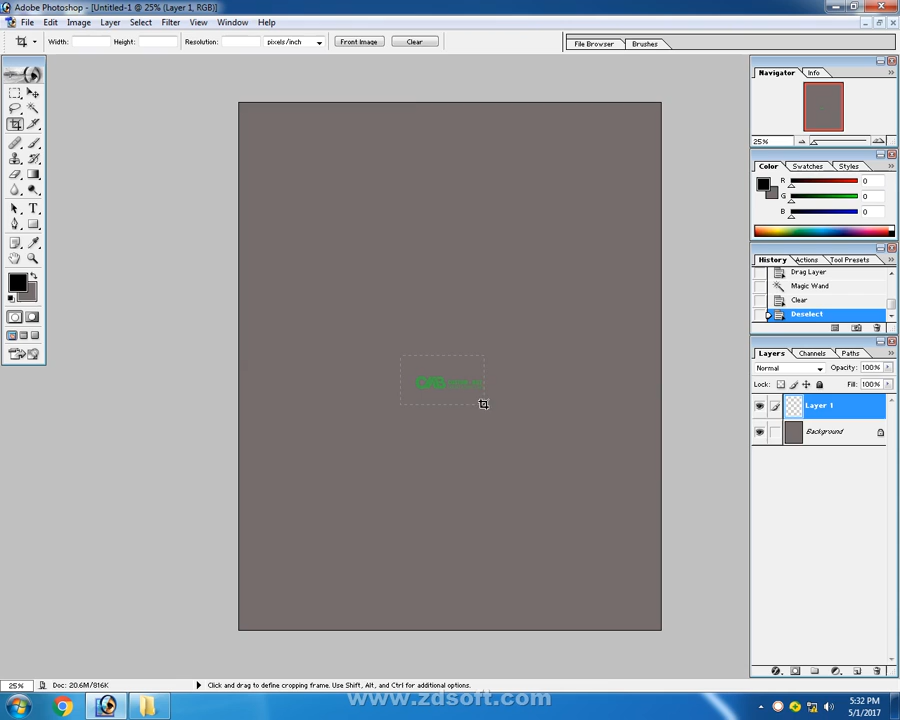 Adobe Photoshop - [Untitled-1 @ 25% (Layer 1, RGB)]
File Edit Image Layer Select Filter View Window Help
Width: Height: Resolution: pixels/inch Front Image Clear File Browser Brushes
Navigator Info
25%
Color Swatches Styles
R 0
G 0
B 0
History Actions Tool Presets
Drag Layer
Magic Wand
Clear
Deselect
Layers Channels Paths
Normal Opacity: 100%
Lock: Fill: 100%
Layer 1
Background
25% Doc: 20.6M/816K Click and drag to define cropping frame. Use Shift, Alt, and Ctrl for additional options.
www.zdsoft.com
5:32 PM
5/1/2017